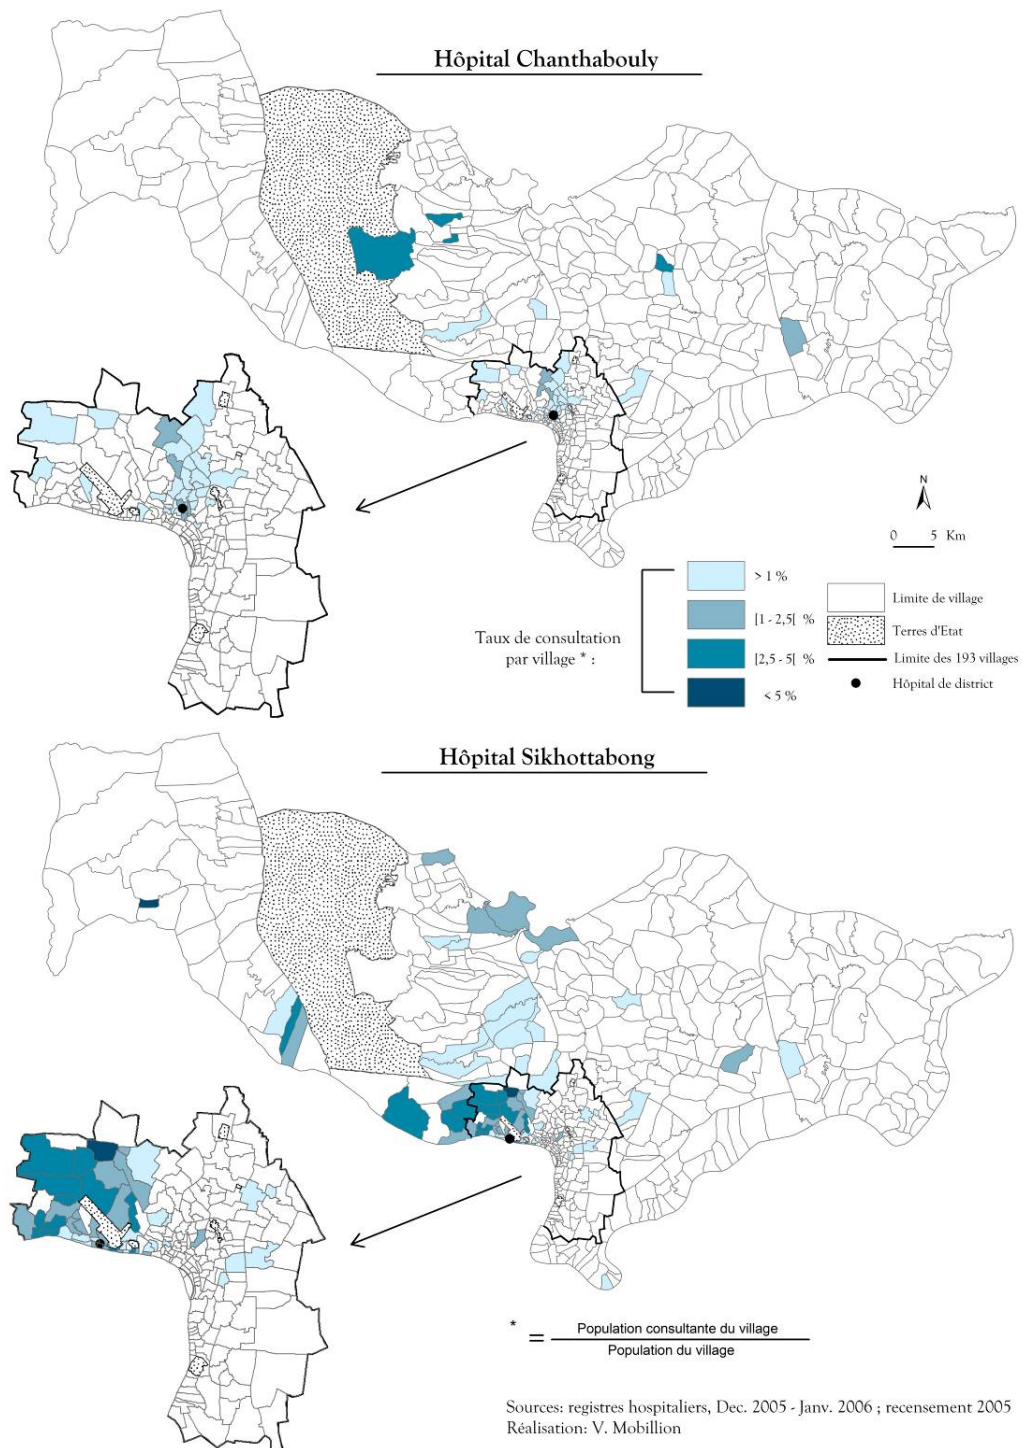 Hôpital Chanthabouly
N
0 5 Km
Taux de consultation
par village * :
> 1 %
[1 - 2,5[ %
[2,5 - 5[ %
< 5 %
Limite de village
Terres d'Etat
Limite des 193 villages
Hôpital de district
Hôpital Sikhottabong
* = Population consultante du village
Population du village
Sources: registres hospitaliers, Dec. 2005 - Janv. 2006 ; recensement 2005
Réalisation: V. Mobillion